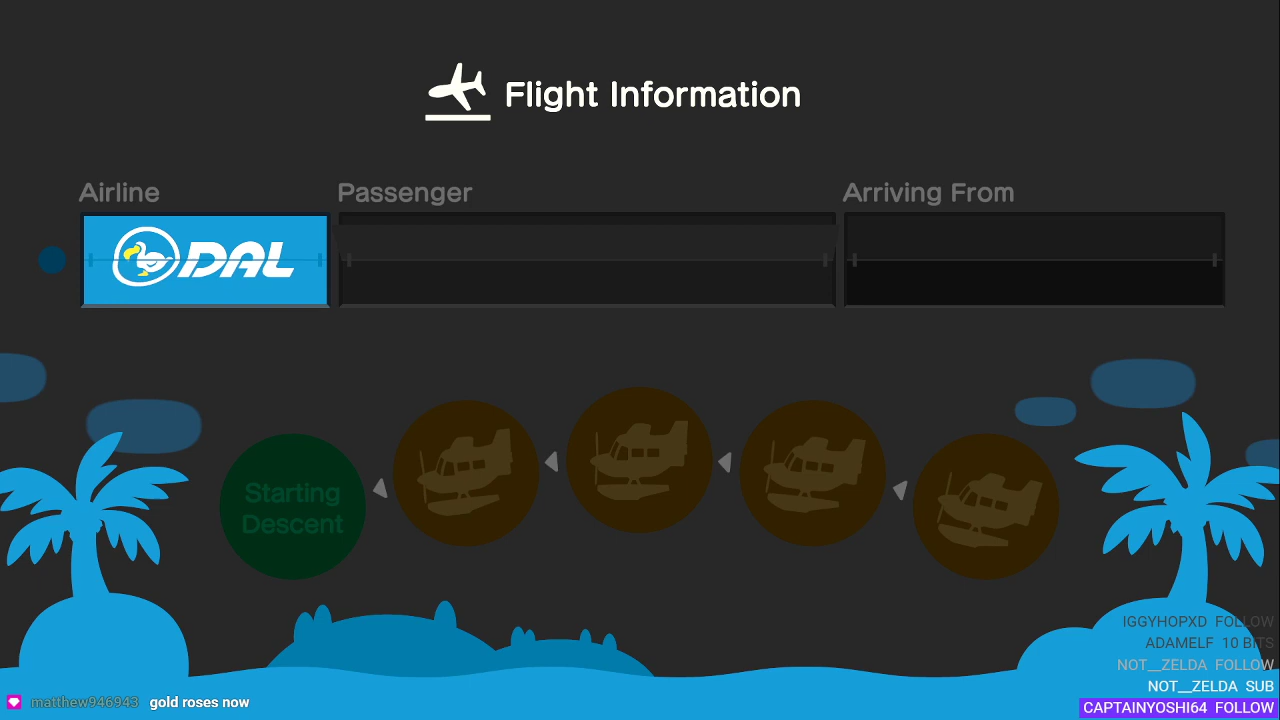 Flight Information
Airline
Passenger
Arriving From
DAL
Starting
Descent
IGGYHOPXD FOLLOW
ADAMELF 10 BITS
NOT__ZELDA FOLLOW
NOT__ZELDA SUB
matthew946943 gold roses now
CAPTAINYOSHI64 FOLLOW